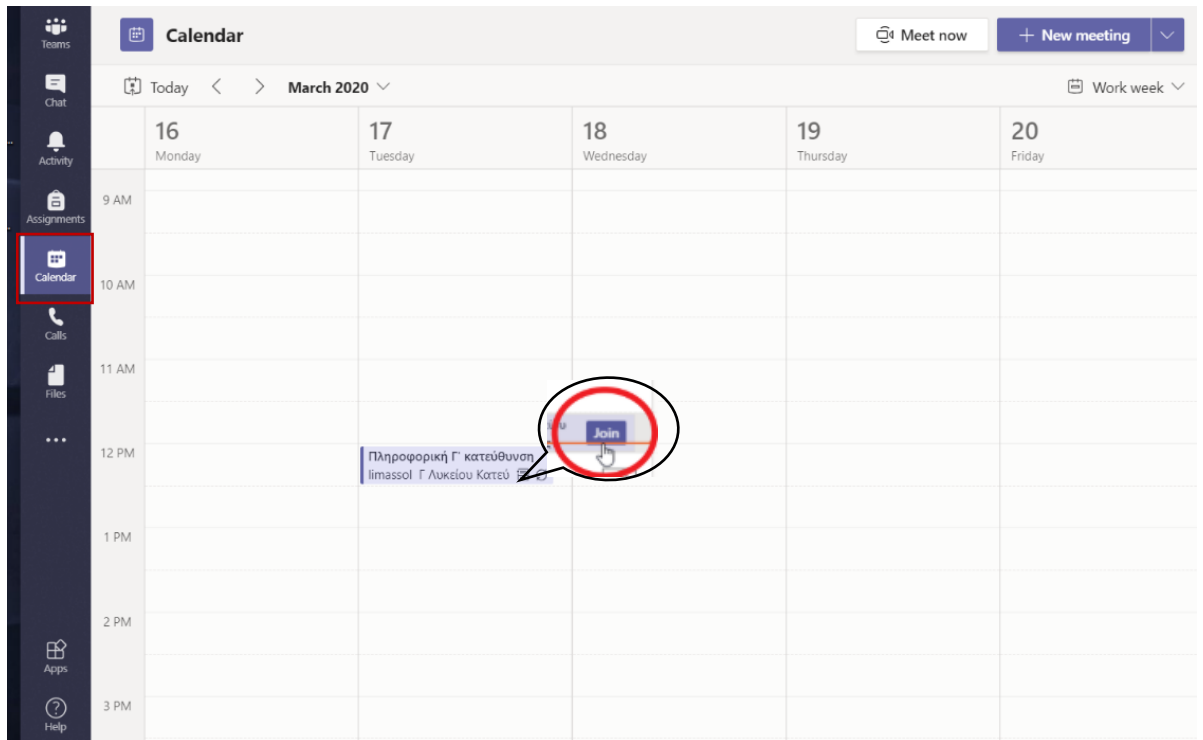 Teams
Chat
Activity
Assignments
Calendar
Calls
Files
Apps
Help
Calendar
Meet now
New meeting
Today
March 2020
Work week
16
Monday
17
Tuesday
18
Wednesday
19
Thursday
20
Friday
9 AM
10 AM
11 AM
12 PM
1 PM
2 PM
3 PM
Πληροφορική Γ' κατεύθυνση
limassol Γ Λυκείου Κατεύ
Join